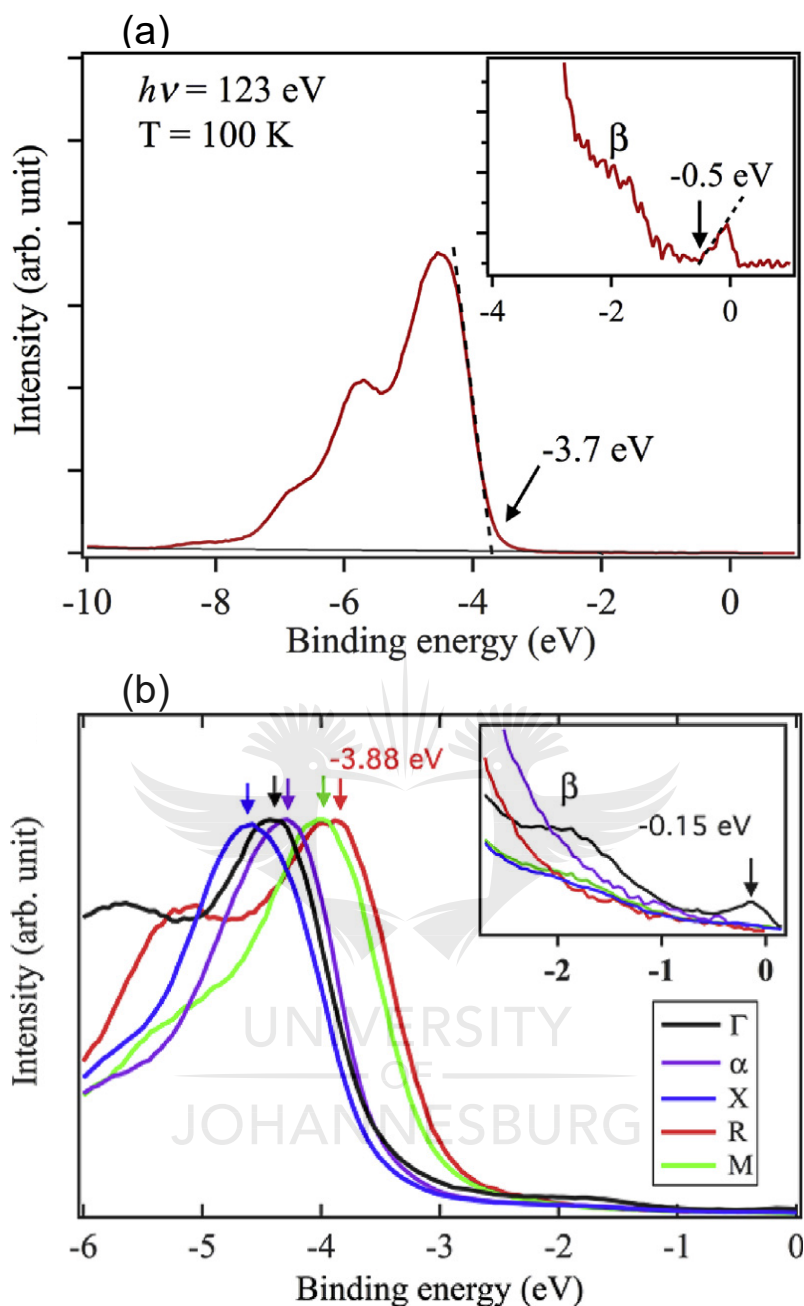 (a)
hν = 123 eV
T = 100 K
β
-0.5 eV
-4 -2 0
-3.7 eV
Intensity (arb. unit)
-10 -8 -6 -4 -2 0
Binding energy (eV)
(b)
-3.88 eV
β
-0.15 eV
-2 -1 0
Γ
α
X
R
M
UNIVERSITY
OF
JOHANNESBURG
Intensity (arb. unit)
-6 -5 -4 -3 -2 -1 0
Binding energy (eV)